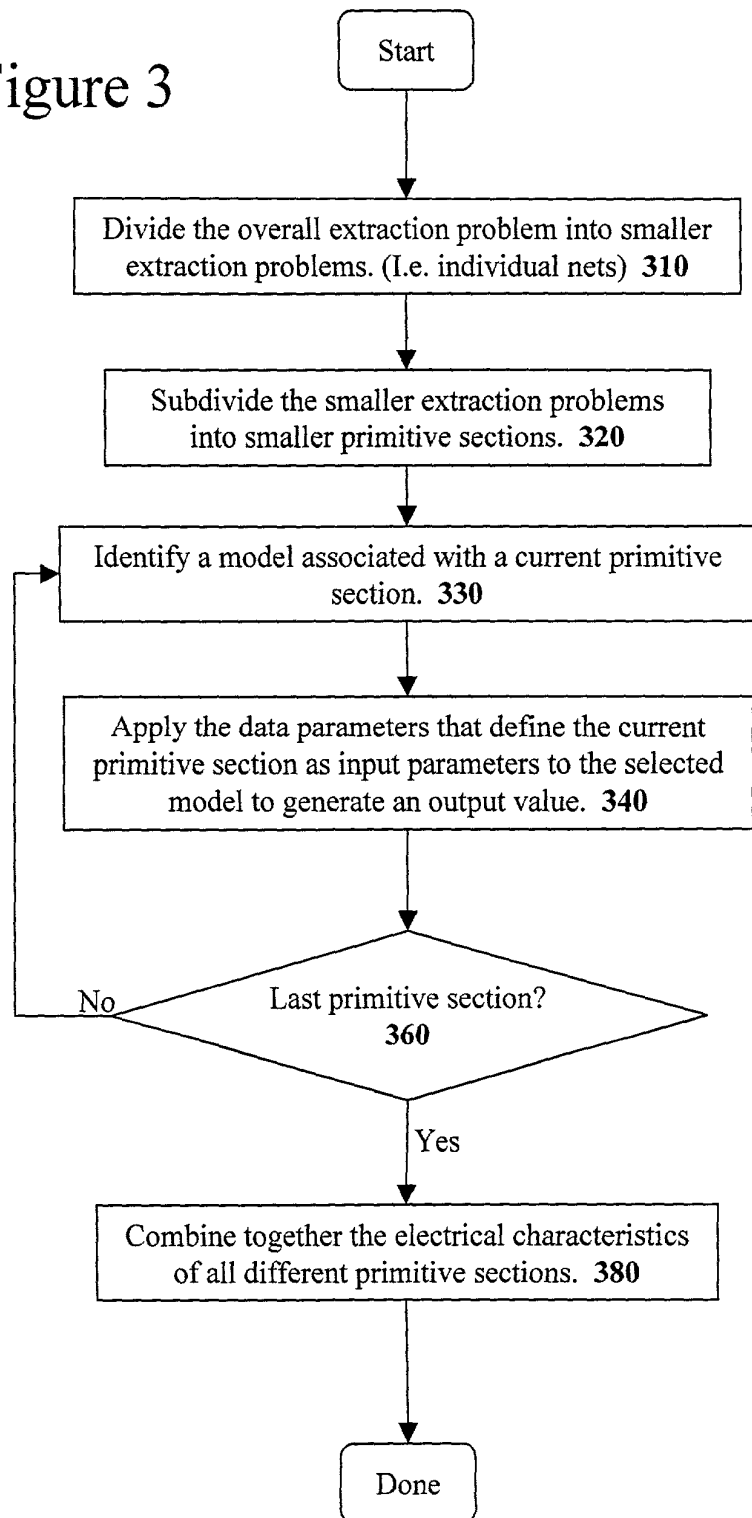 Start
igure 3
Divide the overall extraction problem into smaller
extraction problems. (I.e. individual nets) 310
Subdivide the smaller extraction problems
into smaller primitive sections. 320
Identify a model associated with a current primitive
section. 330
Apply the data parameters that define the current
primitive section as input parameters to the selected
model to generate an output value. 340
No
Last primitive section?
360
Yes
Combine together the electrical characteristics
of all different primitive sections. 380
Done